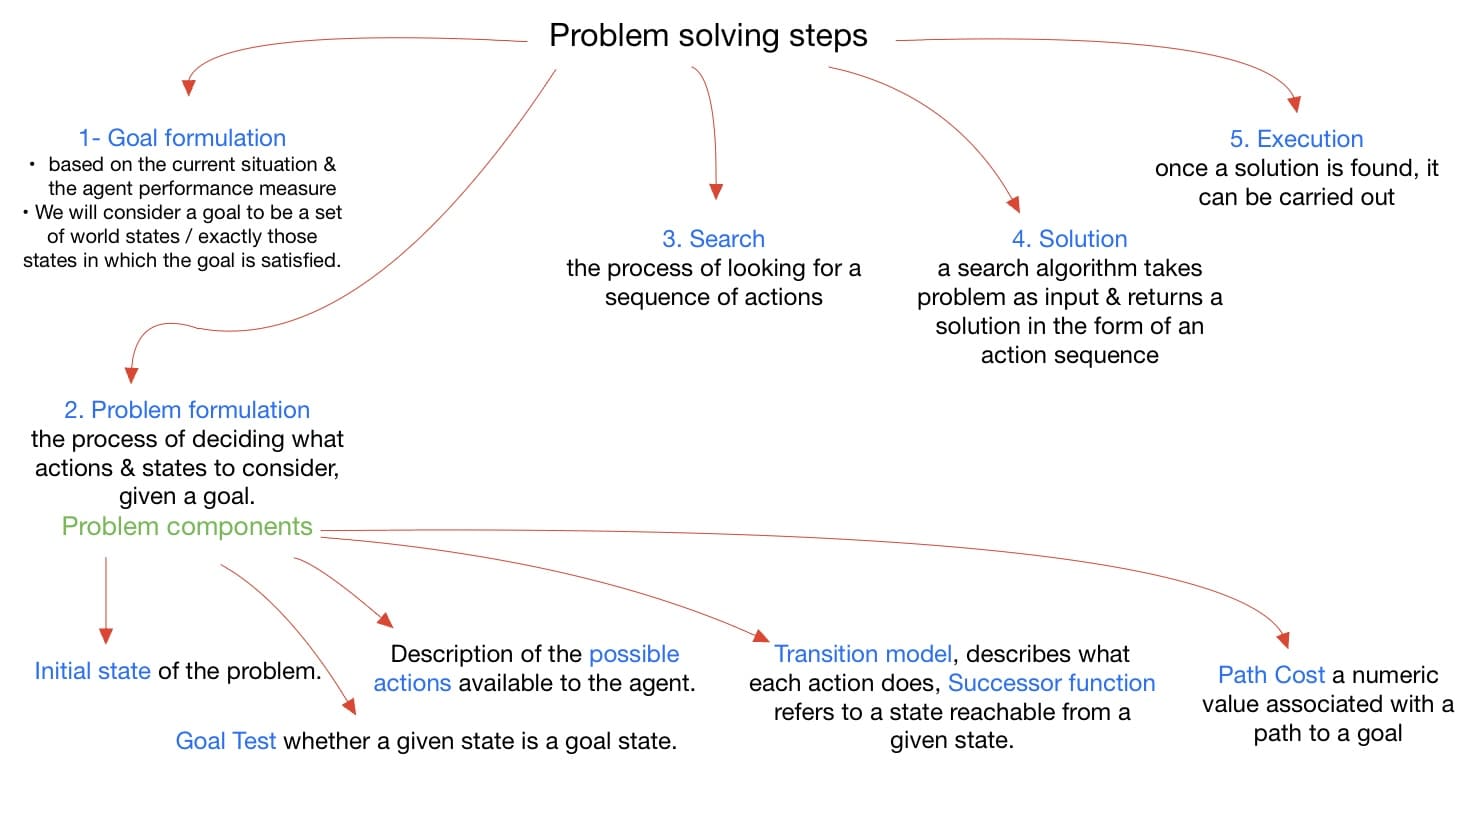 Problem solving steps
1- Goal formulation
• based on the current situation &
the agent performance measure
• We will consider a goal to be a set
of world states / exactly those
states in which the goal is satisfied.
5. Execution
once a solution is found, it
can be carried out
3. Search
the process of looking for a
sequence of actions
4. Solution
a search algorithm takes
problem as input & returns a
solution in the form of an
action sequence
2. Problem formulation
the process of deciding what
actions & states to consider,
given a goal.
Problem components
Initial state of the problem.
Goal Test whether a given state is a goal state.
Description of the possible
actions available to the agent.
Transition model, describes what
each action does, Successor function
refers to a state reachable from a
given state.
Path Cost a numeric
value associated with a
path to a goal